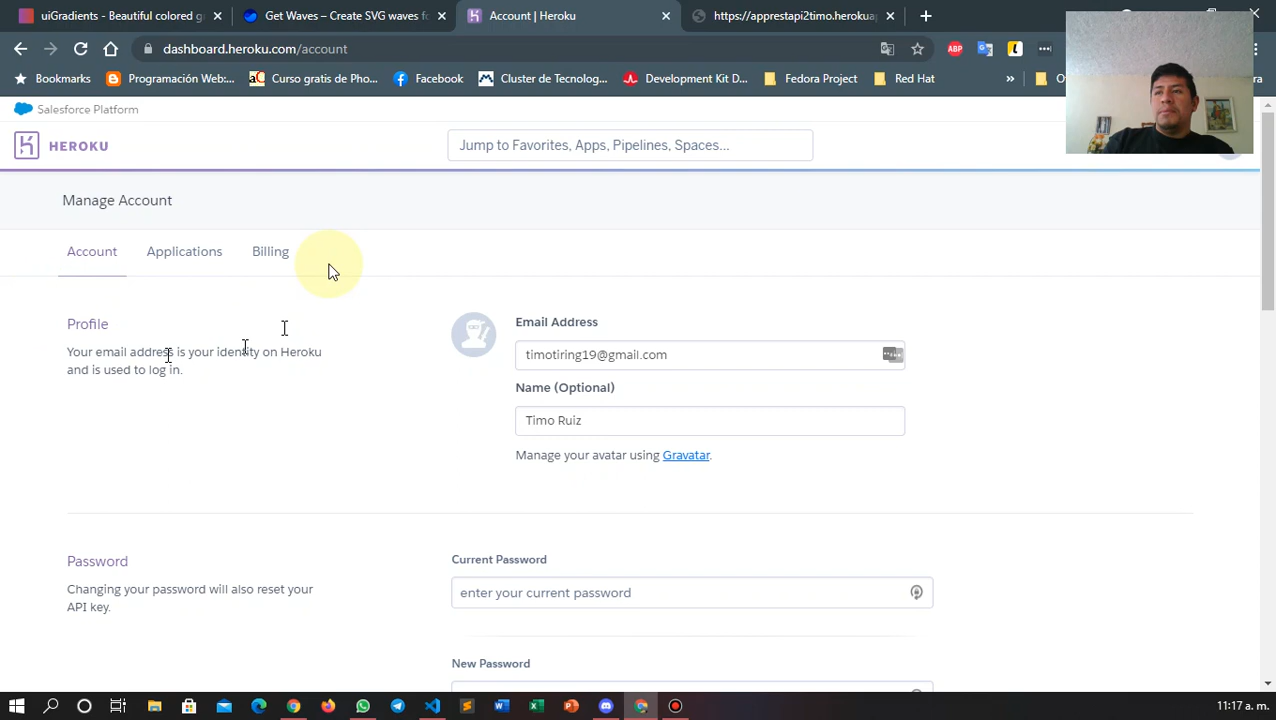 uiGradients - Beautiful colored g
Get Waves – Create SVG waves fo
Account | Heroku
https://apprestapi2timo.herokuap
dashboard.heroku.com/account
ABP
Bookmarks
Programación Web...
Curso gratis de Pho...
Facebook
Cluster de Tecnolog...
Development Kit D...
Fedora Project
Red Hat
»
Salesforce Platform
HEROKU
Jump to Favorites, Apps, Pipelines, Spaces...
Manage Account
Account
Applications
Billing
Profile
Your email address is your identity on Heroku
and is used to log in.
Email Address
timotiring19@gmail.com
Name (Optional)
Timo Ruiz
Manage your avatar using Gravatar.
Password
Changing your password will also reset your
API key.
Current Password
enter your current password
New Password
11:17 a. m.